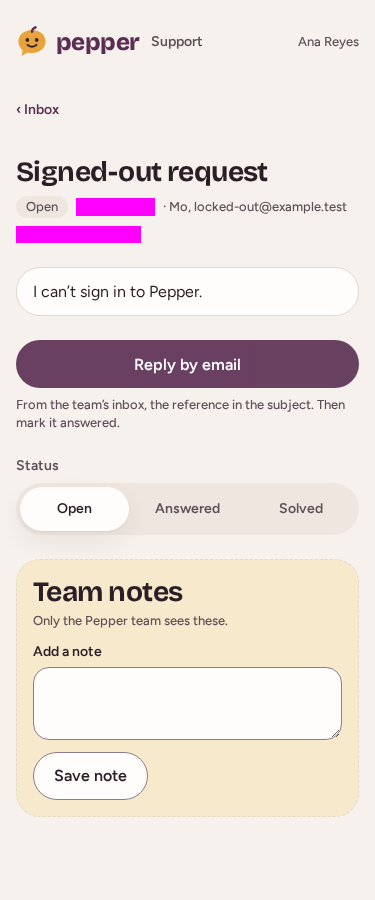 pepper Support Ana Reyes
‹ Inbox
Signed-out request
Open · Mo, locked-out@example.test
I can’t sign in to Pepper.
Reply by email
From the team’s inbox, the reference in the subject. Then
mark it answered.
Status
Open Answered Solved
Team notes
Only the Pepper team sees these.
Add a note
Save note